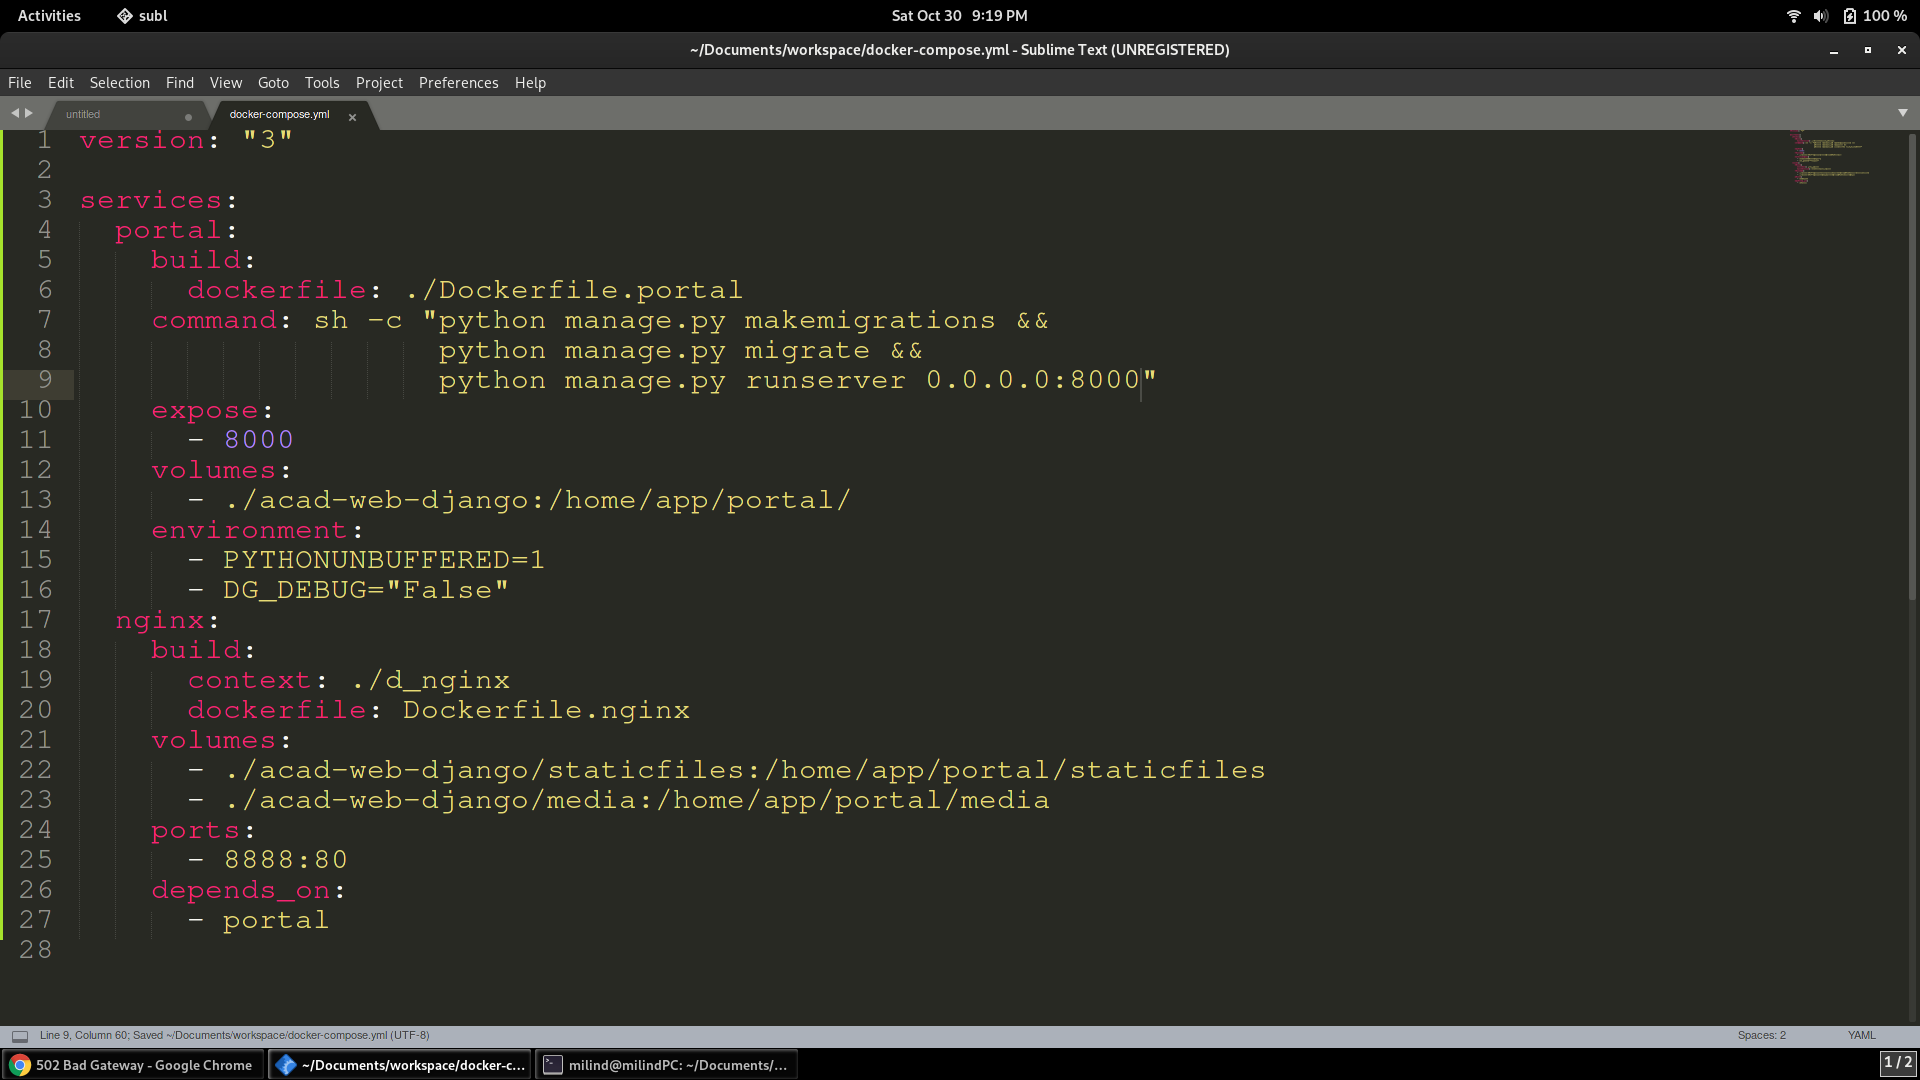 Activities subl Sat Oct 30 9:19 PM 100 %
~/Documents/workspace/docker-compose.yml - Sublime Text (UNREGISTERED)
File Edit Selection Find View Goto Tools Project Preferences Help
untitled docker-compose.yml
1 version: "3"
2
3 services:
4   portal:
5     build:
6       dockerfile: ./Dockerfile.portal
7     command: sh -c "python manage.py makemigrations &&
8                     python manage.py migrate &&
9                     python manage.py runserver 0.0.0.0:8000"
10     expose:
11       - 8000
12     volumes:
13       - ./acad-web-django:/home/app/portal/
14     environment:
15       - PYTHONUNBUFFERED=1
16       - DG_DEBUG="False"
17   nginx:
18     build:
19       context: ./d_nginx
20       dockerfile: Dockerfile.nginx
21     volumes:
22       - ./acad-web-django/staticfiles:/home/app/portal/staticfiles
23       - ./acad-web-django/media:/home/app/portal/media
24     ports:
25       - 8888:80
26     depends_on:
27       - portal
28
Line 9, Column 60; Saved ~/Documents/workspace/docker-compose.yml (UTF-8) Spaces: 2 YAML
502 Bad Gateway - Google Chrome ~/Documents/workspace/docker-c... milind@milindPC: ~/Documents/... 1 / 2